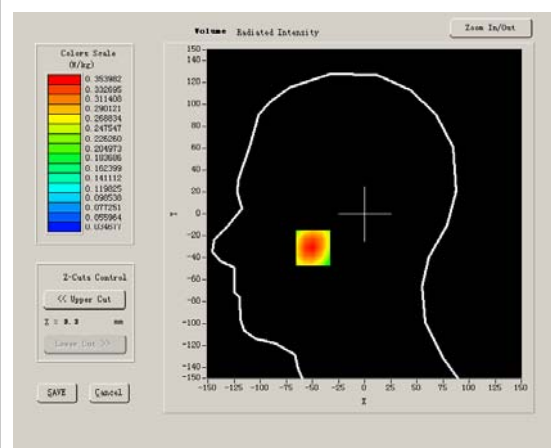 Volume Radiated Intensity
Zoom In/Out
Colors Scale
(W/kg)
0.353982
0.332695
0.311408
0.290121
0.268834
0.247547
0.226260
0.204973
0.183686
0.162399
0.141112
0.119825
0.098538
0.077251
0.055964
0.034677
Z-Cuts Control
<< Upper Cut
mm
Lower Cut >>
SAVE
Cancel
150
140
120
100
80
60
40
20
0
-20
-40
-60
-80
-100
-120
-140
-150
Y
-150 -125 -100 -75 -50 -25 0 25 50 75 100 125 150
X